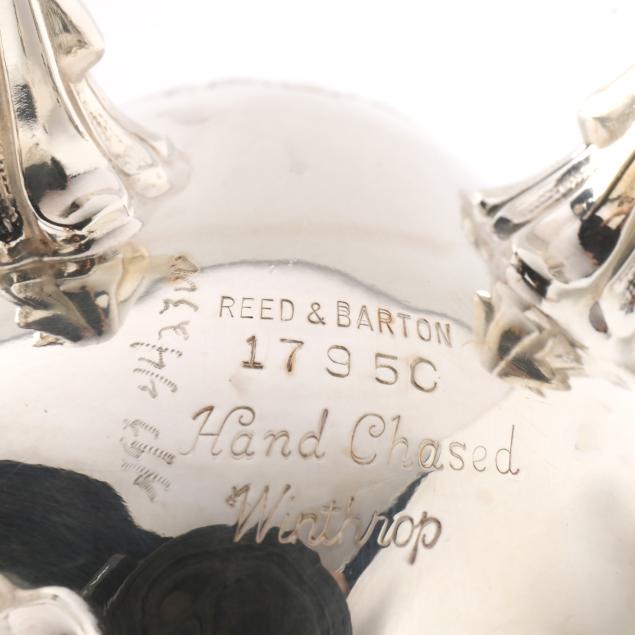 REED & BARTON
1795C
Hand Chased
Winthrop